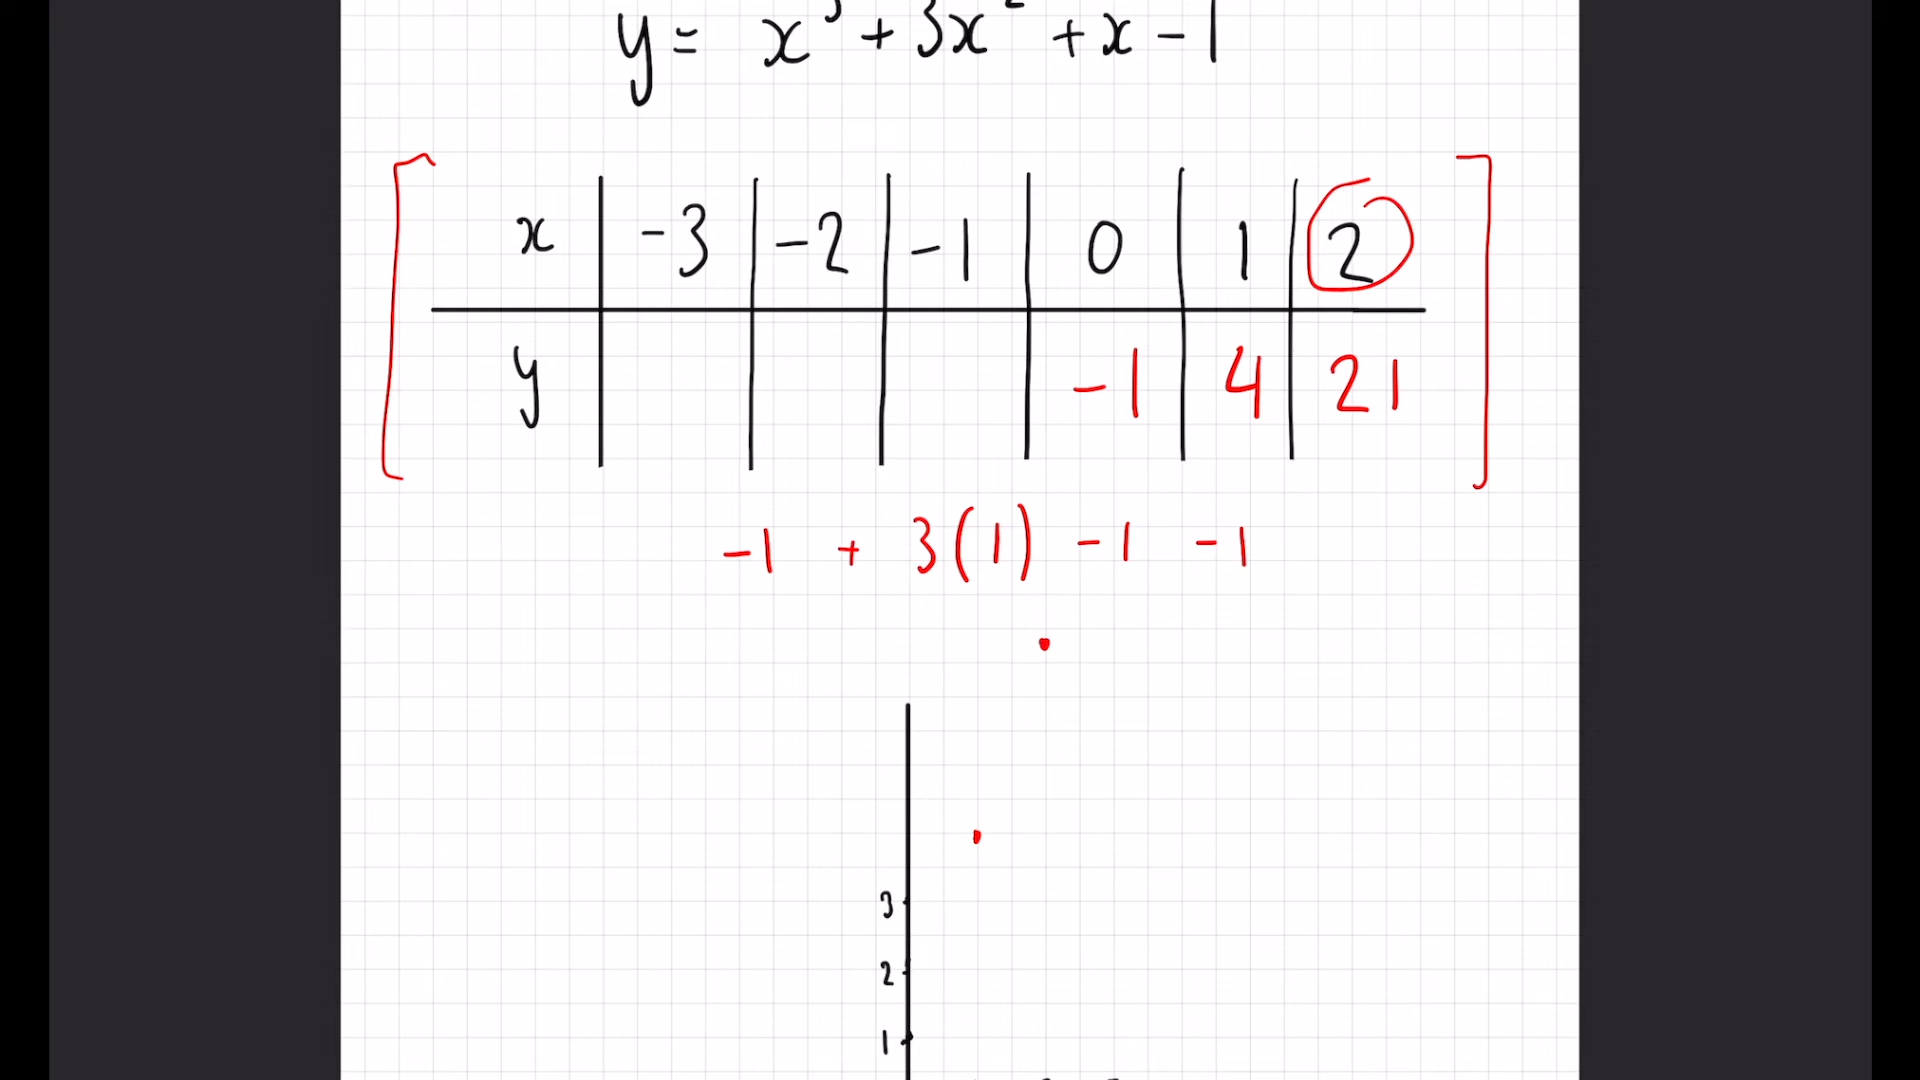 y = x³ + 3x² + x - 1
x -3 -2 -1 0 1 2
y -1 4 21
-1 + 3(1) -1 -1
3
2
1